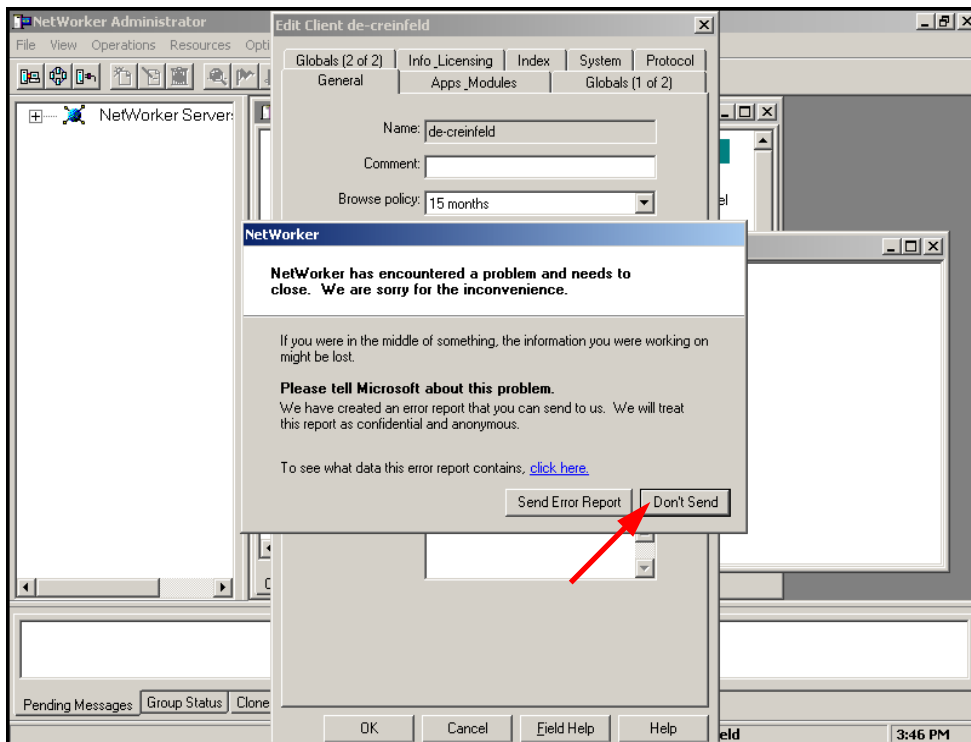 NetWorker Administrator
File View Operations Resources Opti
Edit Client de-creinfeld
Globals (2 of 2) Info_Licensing Index System Protocol
General Apps_Modules Globals (1 of 2)
NetWorker Server:
Name: de-creinfeld
Comment:
Browse policy: 15 months
el
NetWorker
NetWorker has encountered a problem and needs to
close. We are sorry for the inconvenience.
If you were in the middle of something, the information you were working on
might be lost.
Please tell Microsoft about this problem.
We have created an error report that you can send to us. We will treat
this report as confidential and anonymous.
To see what data this error report contains, click here.
Send Error Report Don't Send
Pending Messages Group Status Clone
OK Cancel Field Help Help
eld 3:46 PM